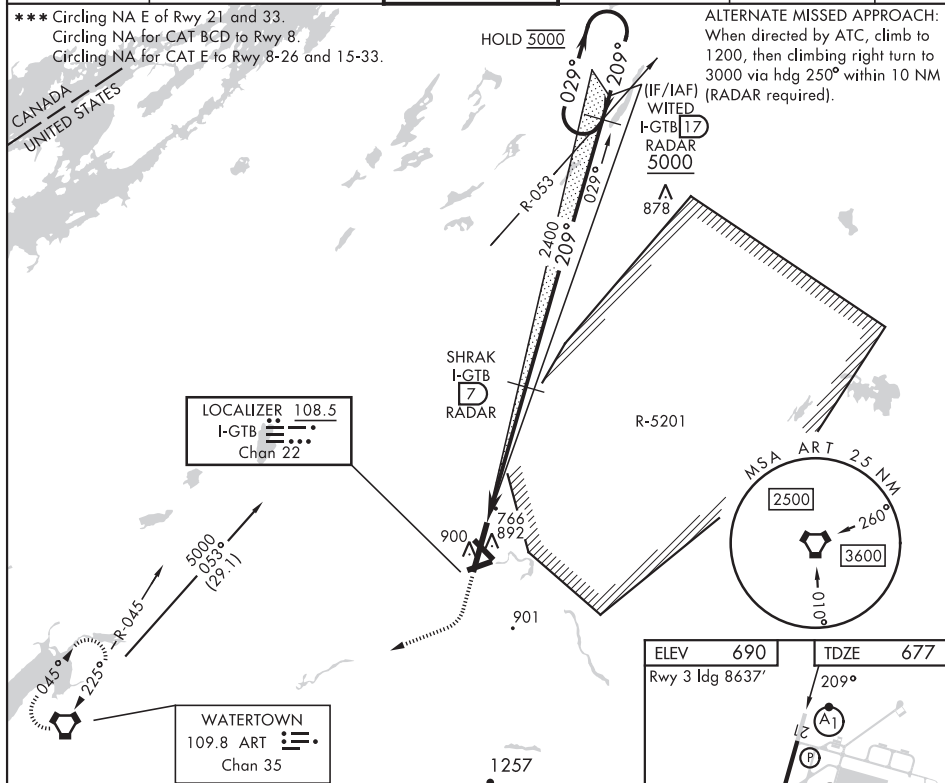 *** Circling NA E of Rwy 21 and 33.
Circling NA for CAT BCD to Rwy 8.
Circling NA for CAT E to Rwy 8-26 and 15-33.
ALTERNATE MISSED APPROACH:
When directed by ATC, climb to
1200, then climbing right turn to
3000 via hdg 250° within 10 NM
(RADAR required).
CANADA
UNITED STATES
HOLD 5000
029°
209°
(IF/IAF)
WITED
I-GTB 17
RADAR
5000
R-053
029°
878
2400
209°
SHRAK
I-GTB
7
RADAR
R-5201
LOCALIZER 108.5
I-GTB
Chan 22
MSA ART 25 NM
2500
260°
3600
010°
766
900
892
5000
053°
(29.1)
R-045
045°
225°
901
WATERTOWN
109.8 ART
Chan 35
1257
ELEV 690
TDZE 677
Rwy 3 ldg 8637'
209°
21
A1
P